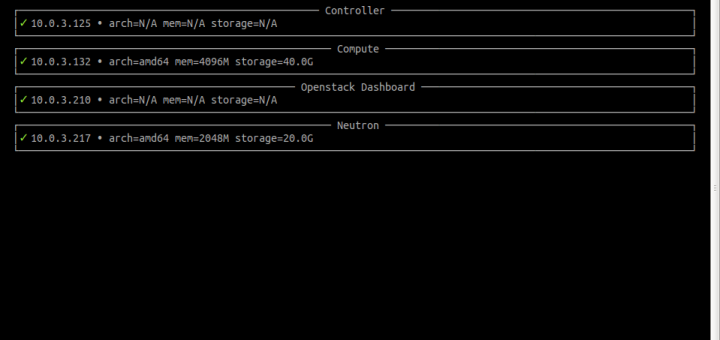 Controller
✓ 10.0.3.125 • arch=N/A mem=N/A storage=N/A
Compute
✓ 10.0.3.132 • arch=amd64 mem=4096M storage=40.0G
Openstack Dashboard
✓ 10.0.3.210 • arch=N/A mem=N/A storage=N/A
Neutron
✓ 10.0.3.217 • arch=amd64 mem=2048M storage=20.0G